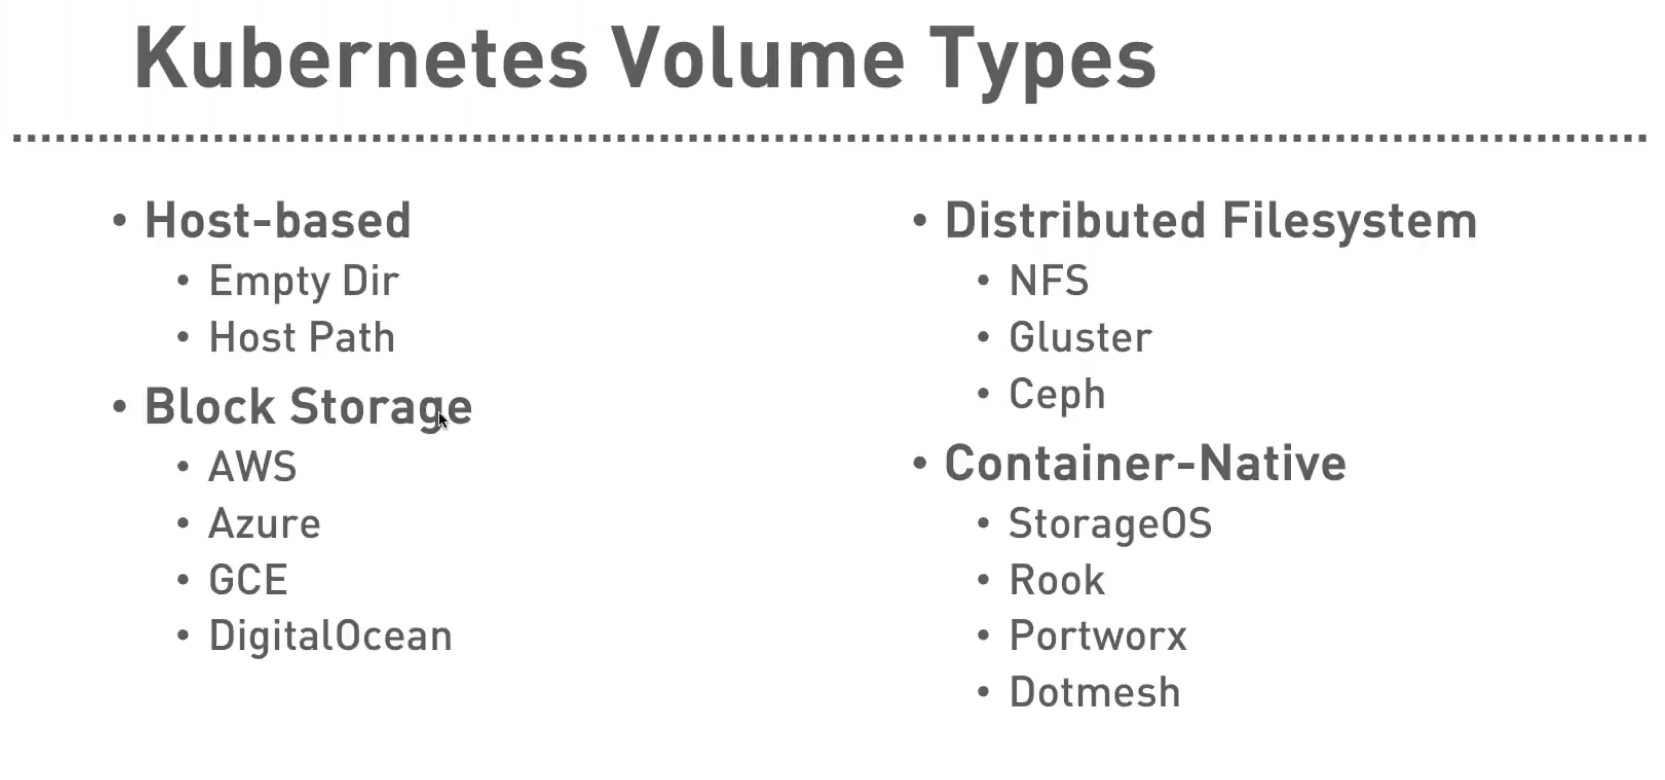 Kubernetes Volume Types
• Host-based
• Empty Dir
• Host Path
• Block Storage
• AWS
• Azure
• GCE
• DigitalOcean
• Distributed Filesystem
• NFS
• Gluster
• Ceph
• Container-Native
• StorageOS
• Rook
• Portworx
• Dotmesh